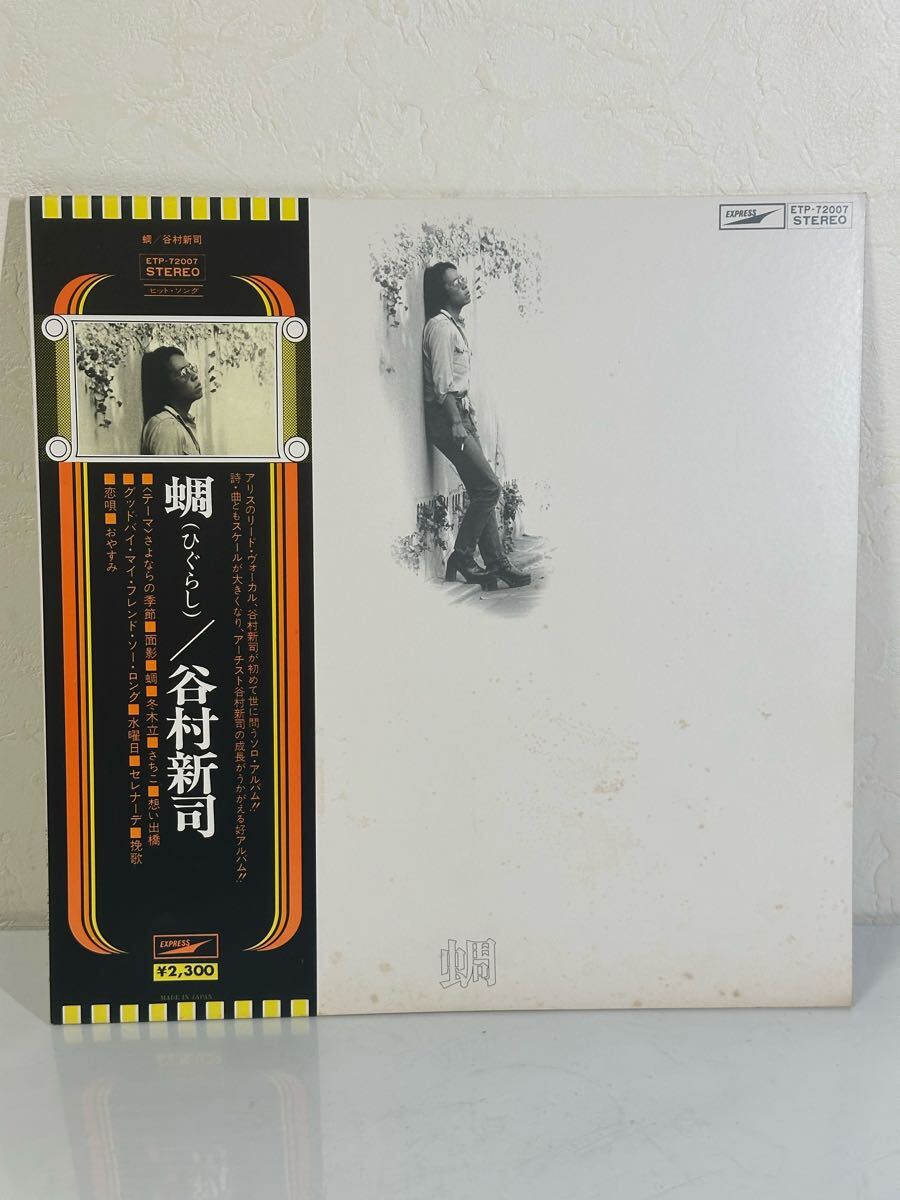 蜩／谷村新司
ETP-72007
STEREO
ヒット・ソング
アリスのリード・ヴォーカル、谷村新司が初めて世に問うソロ・アルバム!!
詩・曲ともスケールが大きくなり、アーチスト谷村新司の成長がうかがえる好アルバム!!
蜩(ひぐらし)／谷村新司
■〈テーマ〉さよならの季節■面影■蜩■冬木立■さちこ■想い出橋
■グッドバイ・マイ・フレンド・ソー・ロング■水曜日■セレナーデ■挽歌
■恋唄■おやすみ
EXPRESS
¥2,300
MADE IN JAPAN
EXPRESS
ETP-72007
STEREO
蜩